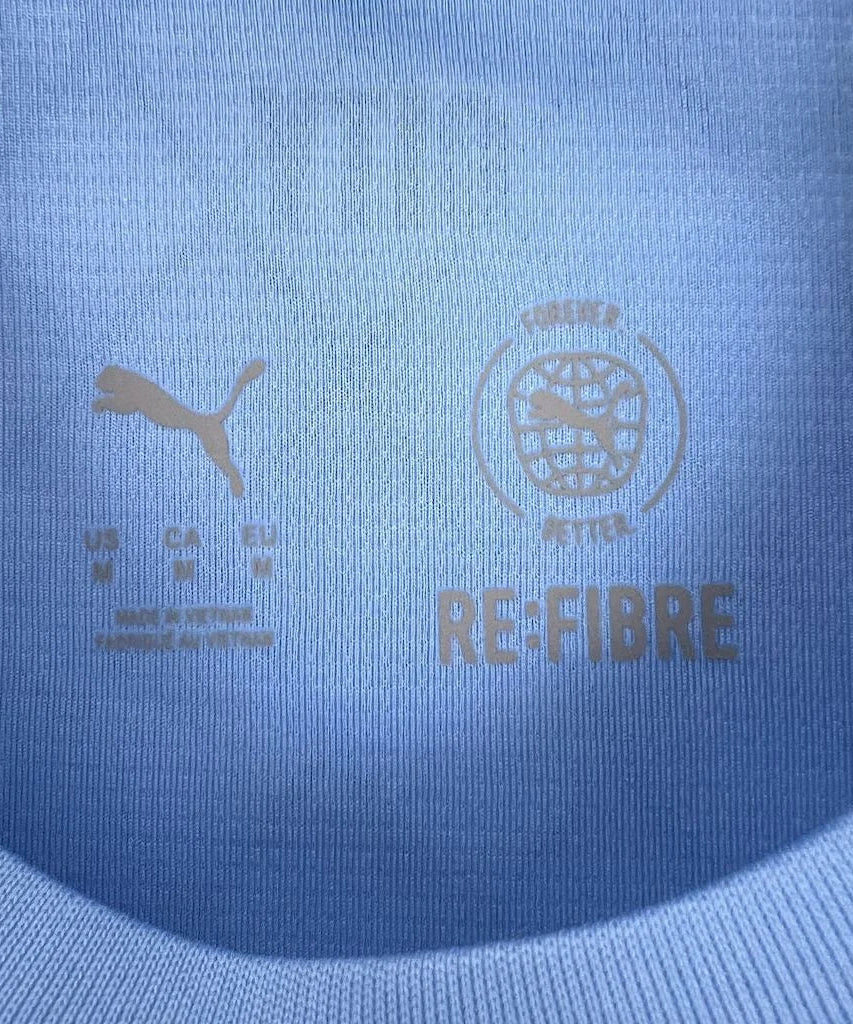 US CA EU
M M M
MADE IN VIETNAM
FABRIQUÉ AU VIETNAM
FOREVER.
BETTER.
RE:FIBRE